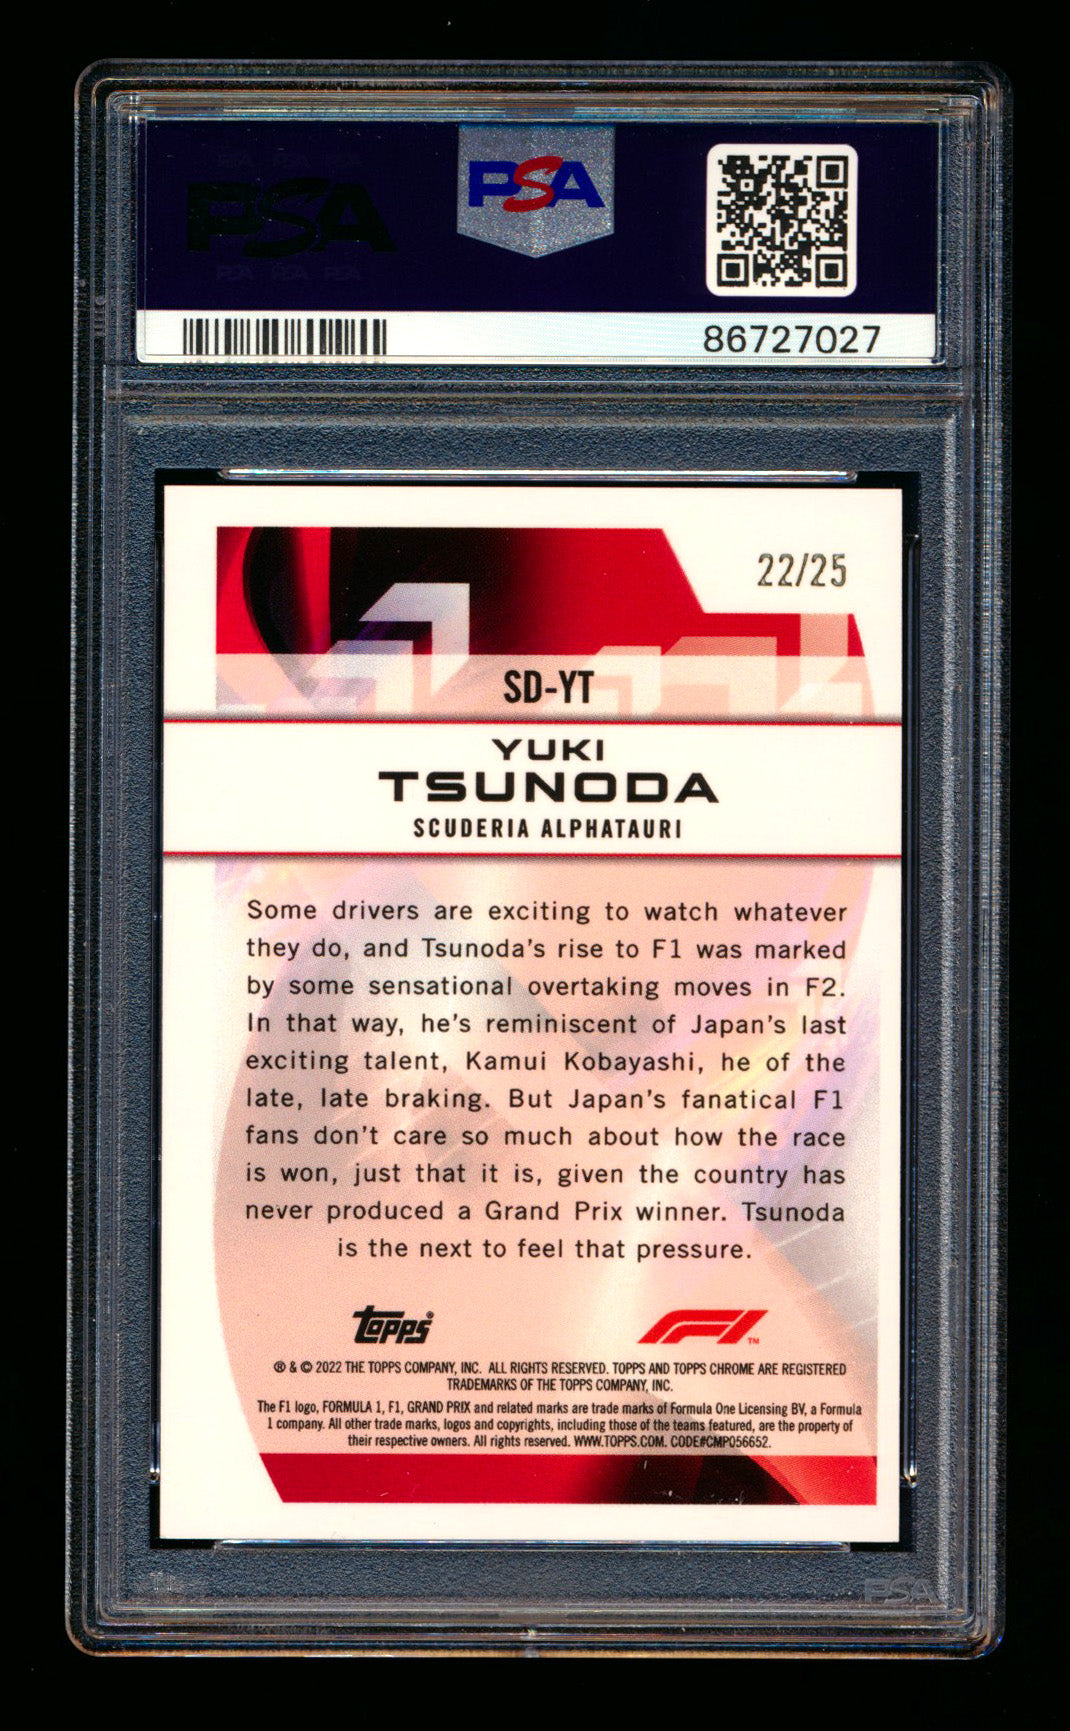 PSA
PSA
86727027
22/25
SD-YT
YUKI
TSUNODA
SCUDERIA ALPHATAURI
Some drivers are exciting to watch whatever
they do, and Tsunoda's rise to F1 was marked
by some sensational overtaking moves in F2.
In that way, he's reminiscent of Japan's last
exciting talent, Kamui Kobayashi, he of the
late, late braking. But Japan's fanatical F1
fans don't care so much about how the race
is won, just that it is, given the country has
never produced a Grand Prix winner. Tsunoda
is the next to feel that pressure.
Topps®
F1™
® & © 2022 THE TOPPS COMPANY, INC. ALL RIGHTS RESERVED. TOPPS AND TOPPS CHROME ARE REGISTERED
TRADEMARKS OF THE TOPPS COMPANY, INC.
The F1 logo, FORMULA 1, F1, GRAND PRIX and related marks are trade marks of Formula One Licensing BV, a Formula
1 company. All other trade marks, logos and copyrights, including those of the teams featured, are the property of
their respective owners. All rights reserved. WWW.TOPPS.COM. CODE#CMP056652.
PSA